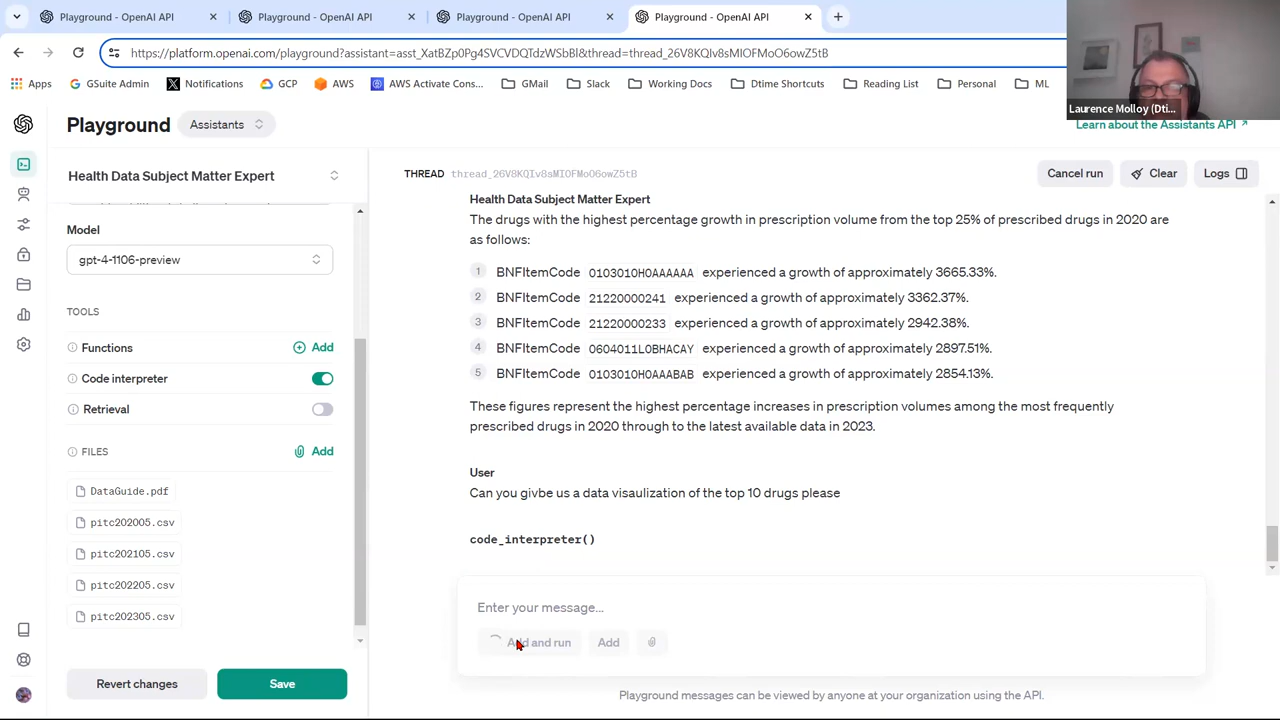 Playground - OpenAI API
Playground - OpenAI API
Playground - OpenAI API
Playground - OpenAI API
https://platform.openai.com/playground?assistant=asst_XatBZp0Pg4SVCVDQTdzWSbBl&thread=thread_26V8KQIv8sMIOFMoO6owZ5tB
Apps
GSuite Admin
Notifications
GCP
AWS
AWS Activate Cons...
GMail
Slack
Working Docs
Dtime Shortcuts
Reading List
Personal
ML
Laurence Molloy (Dti...
Playground
Assistants
Learn about the Assistants API
Health Data Subject Matter Expert
THREAD thread_26V8KQIv8sMIOFMoO6owZ5tB
Cancel run
Clear
Logs
Model
gpt-4-1106-preview
TOOLS
Functions
Add
Code interpreter
Retrieval
FILES
Add
DataGuide.pdf
pitc202005.csv
pitc202105.csv
pitc202205.csv
pitc202305.csv
Revert changes
Save
Health Data Subject Matter Expert
The drugs with the highest percentage growth in prescription volume from the top 25% of prescribed drugs in 2020 are
as follows:
1 BNFItemCode 0103010H0AAAAAA experienced a growth of approximately 3665.33%.
2 BNFItemCode 21220000241 experienced a growth of approximately 3362.37%.
3 BNFItemCode 21220000233 experienced a growth of approximately 2942.38%.
4 BNFItemCode 0604011L0BHACAY experienced a growth of approximately 2897.51%.
5 BNFItemCode 0103010H0AAABAB experienced a growth of approximately 2854.13%.
These figures represent the highest percentage increases in prescription volumes among the most frequently
prescribed drugs in 2020 through to the latest available data in 2023.
User
Can you givbe us a data visaulization of the top 10 drugs please
code_interpreter()
Enter your message...
Add and run
Add
Playground messages can be viewed by anyone at your organization using the API.